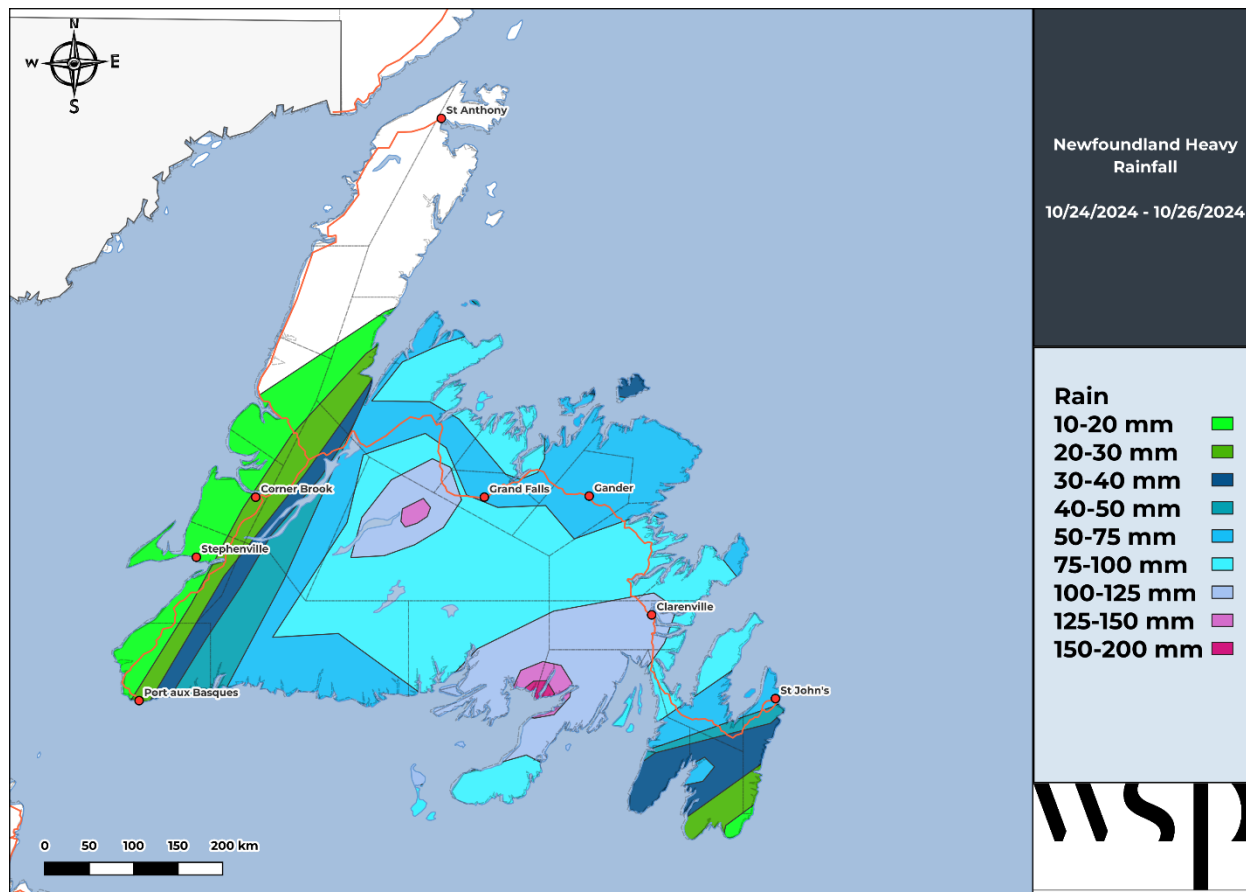 N
W
E
S
St Anthony
Corner Brook
Grand Falls
Gander
Stephenville
Clarenville
Port aux Basques
St John's
0 50 100 150 200 km
Newfoundland Heavy
Rainfall
10/24/2024 - 10/26/2024
Rain
10-20 mm
20-30 mm
30-40 mm
40-50 mm
50-75 mm
75-100 mm
100-125 mm
125-150 mm
150-200 mm
wsp